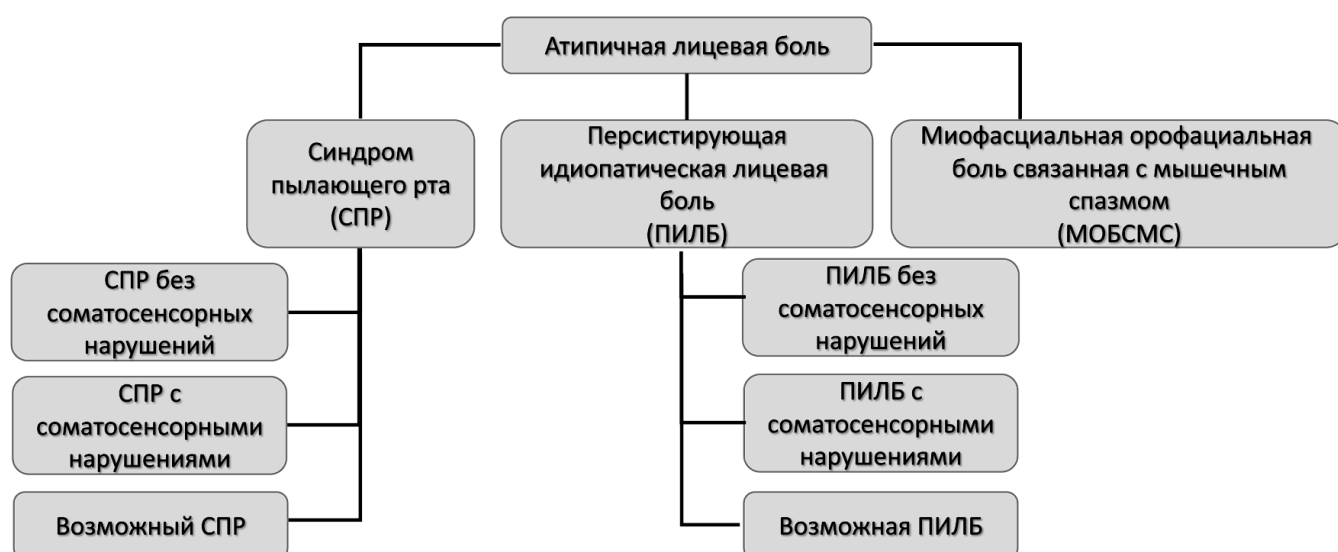 Атипичная лицевая боль
Синдром
пылающего рта
(СПР)
Персистирующая
идиопатическая лицевая
боль
(ПИЛБ)
Миофасциальная орофациальная
боль связанная с мышечным
спазмом
(МОБСМС)
СПР без
соматосенсорных
нарушений
СПР с
соматосенсорными
нарушениями
Возможный СПР
ПИЛБ без
соматосенсорных
нарушений
ПИЛБ с
соматосенсорными
нарушениями
Возможная ПИЛБ